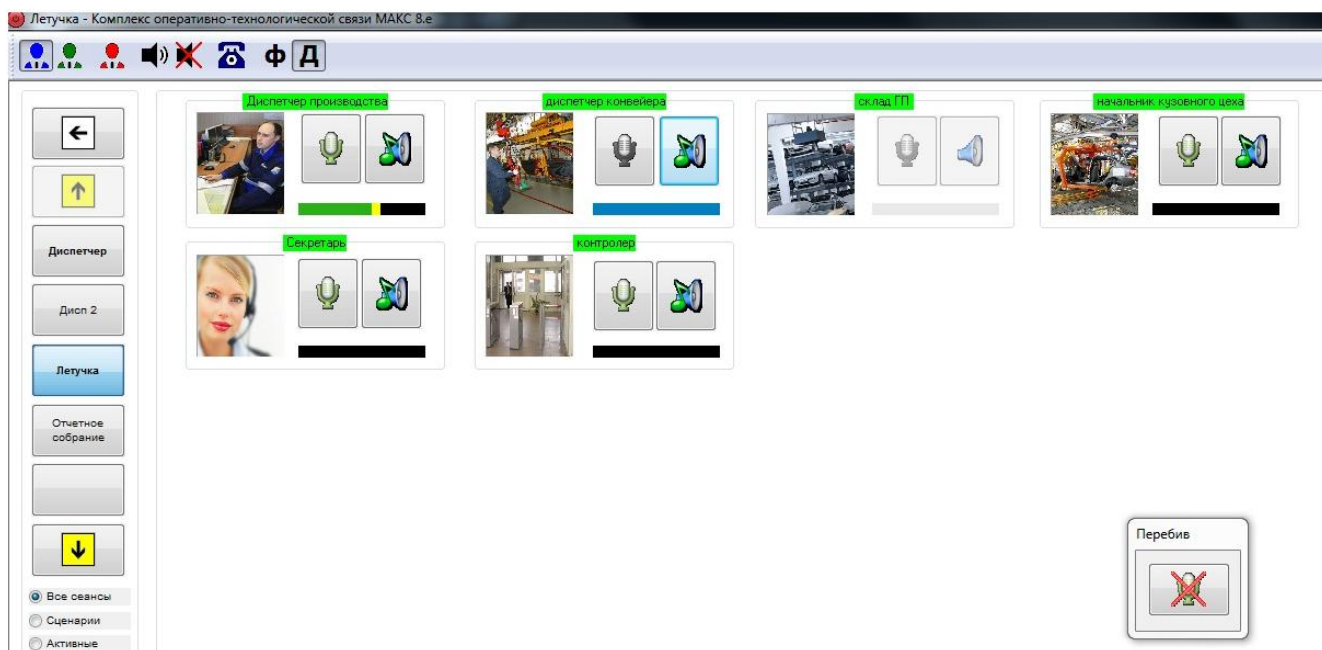 Летучка - Комплекс оперативно-технологической связи МАКС 8.е
Ф Д
Диспетчер производства
диспетчер конвейера
склад ГП
начальник кузовного цеха
Диспетчер
Дисп 2
Летучка
Отчетное
собрание
Секретарь
контролер
Перебив
Все сеансы
Сценарии
Активные